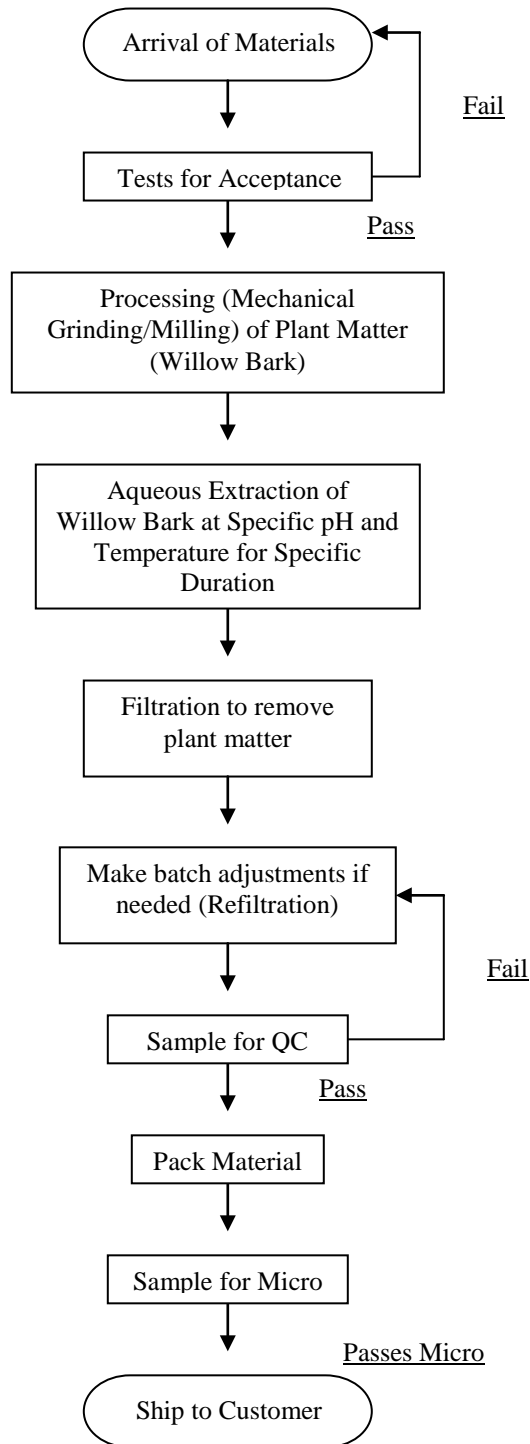 Arrival of Materials
Fail
Tests for Acceptance
Pass
Processing (Mechanical
Grinding/Milling) of Plant Matter
(Willow Bark)
Aqueous Extraction of
Willow Bark at Specific pH and
Temperature for Specific
Duration
Filtration to remove
plant matter
Make batch adjustments if
needed (Refiltration)
Fail
Sample for QC
Pass
Pack Material
Sample for Micro
Passes Micro
Ship to Customer